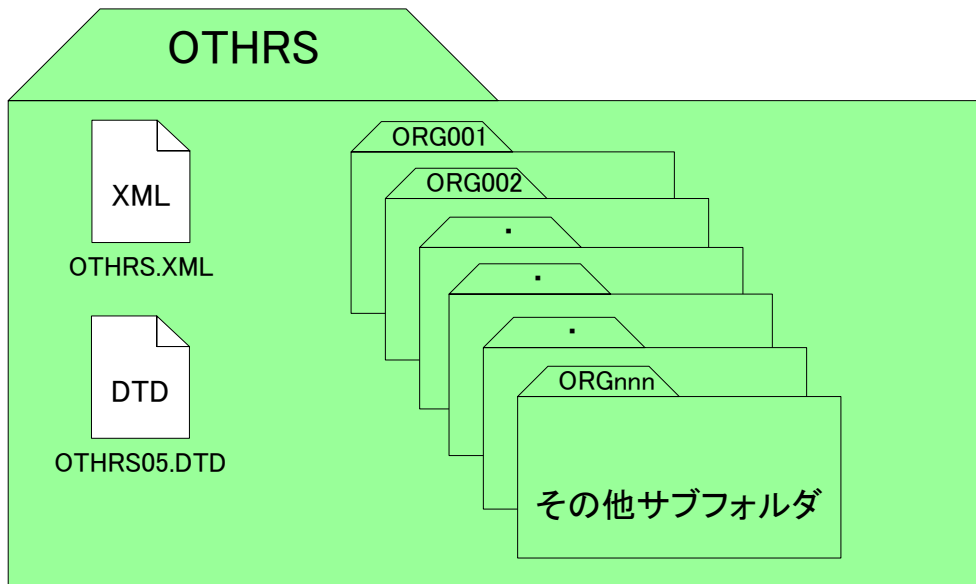 OTHRS
XML
OTHRS.XML
DTD
OTHRS05.DTD
ORG001
ORG002
・
・
・
ORGnnn
その他サブフォルダ